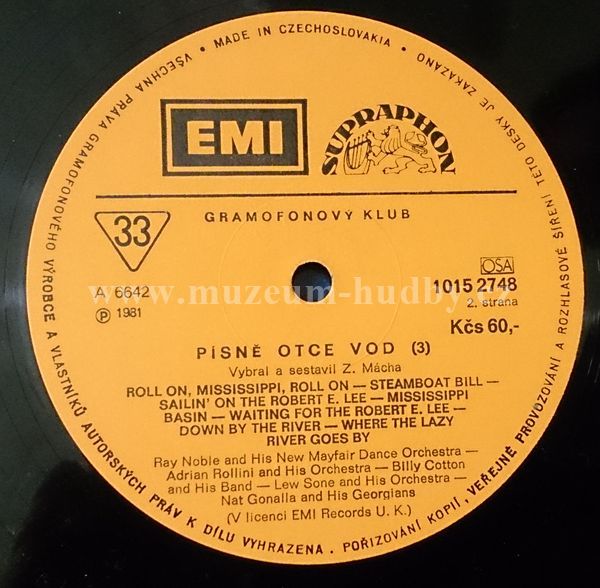 VŠECHNA PRÁVA GRAMOFONOVÉHO VÝROBCE A VLASTNÍKŮ AUTORSKÝCH PRÁV K DÍLU VYHRAZENA. POŘIZOVÁNÍ KOPIÍ, VEŘEJNÉ PROVOZOVÁNÍ A ROZHLASOVÉ ŠÍŘENÍ TÉTO DESKY JE ZAKÁZÁNO • MADE IN CZECHOSLOVAKIA •
EMI
SUPRAPHON
33
GRAMOFONOVÝ KLUB
OSA
A 6642
1015 2748
Ⓟ 1981
2. strana
www.muzeum-hudby.cz
Kčs 60,-
PÍSNĚ OTCE VOD (3)
Vybral a sestavil Z. Mácha
ROLL ON, MISSISSIPPI, ROLL ON — STEAMBOAT BILL —
SAILIN' ON THE ROBERT E. LEE — MISSISSIPPI
BASIN — WAITING FOR THE ROBERT E. LEE —
DOWN BY THE RIVER — WHERE THE LAZY
RIVER GOES BY
Ray Noble and His New Mayfair Dance Orchestra —
Adrian Rollini and His Orchestra — Billy Cotton
and His Band — Lew Sone and His Orchestra —
Nat Gonalla and His Georgians
(V licenci EMI Records U. K.)